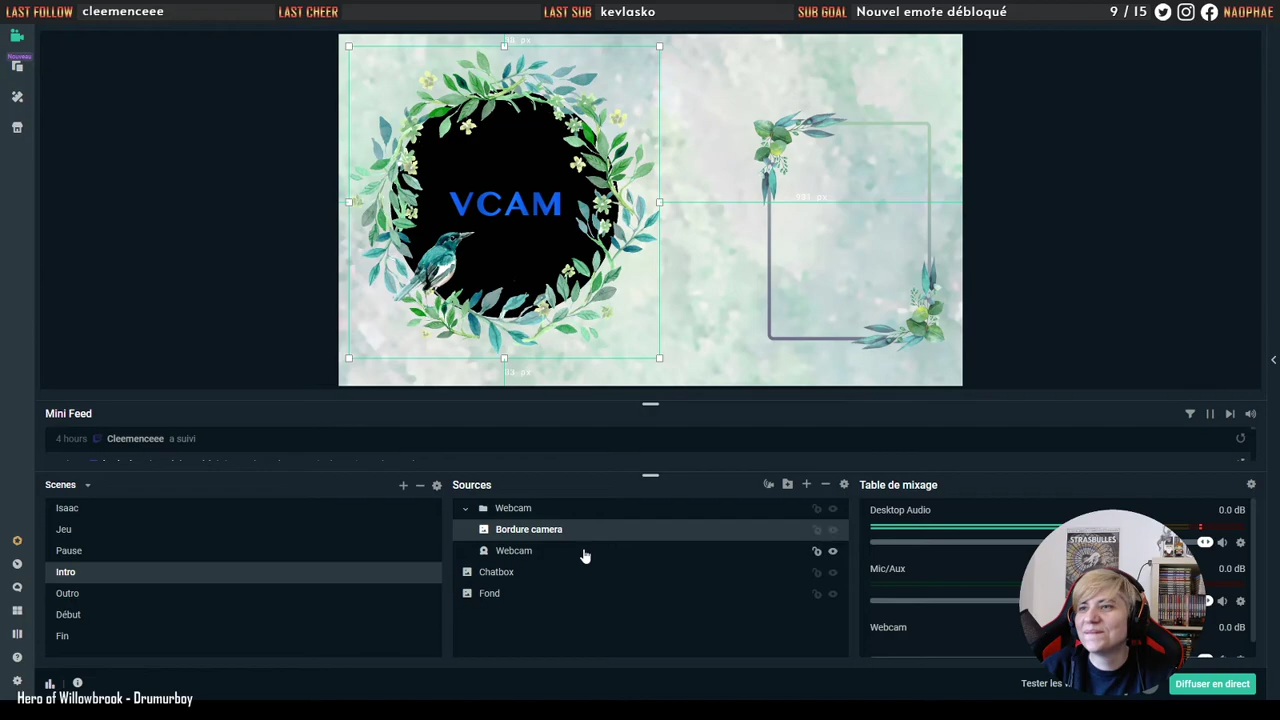 LAST FOLLOW cleemenceee LAST CHEER LAST SUB kevlasko SUB GOAL Nouvel emote débloqué 9 / 15 NAOPHAE
Nouveau
VCAM
Mini Feed
4 hours Cleemenceee a suivi
Scenes
Isaac
Jeu
Pause
Intro
Outro
Début
Fin
Sources
Webcam
Bordure camera
Webcam
Chatbox
Fond
Table de mixage
Desktop Audio 0.0 dB
Mic/Aux 0.0 dB
Webcam 0.0 dB
STRASBULLES
Tester les
Diffuser en direct
Hero of Willowbrook - Drumurboy